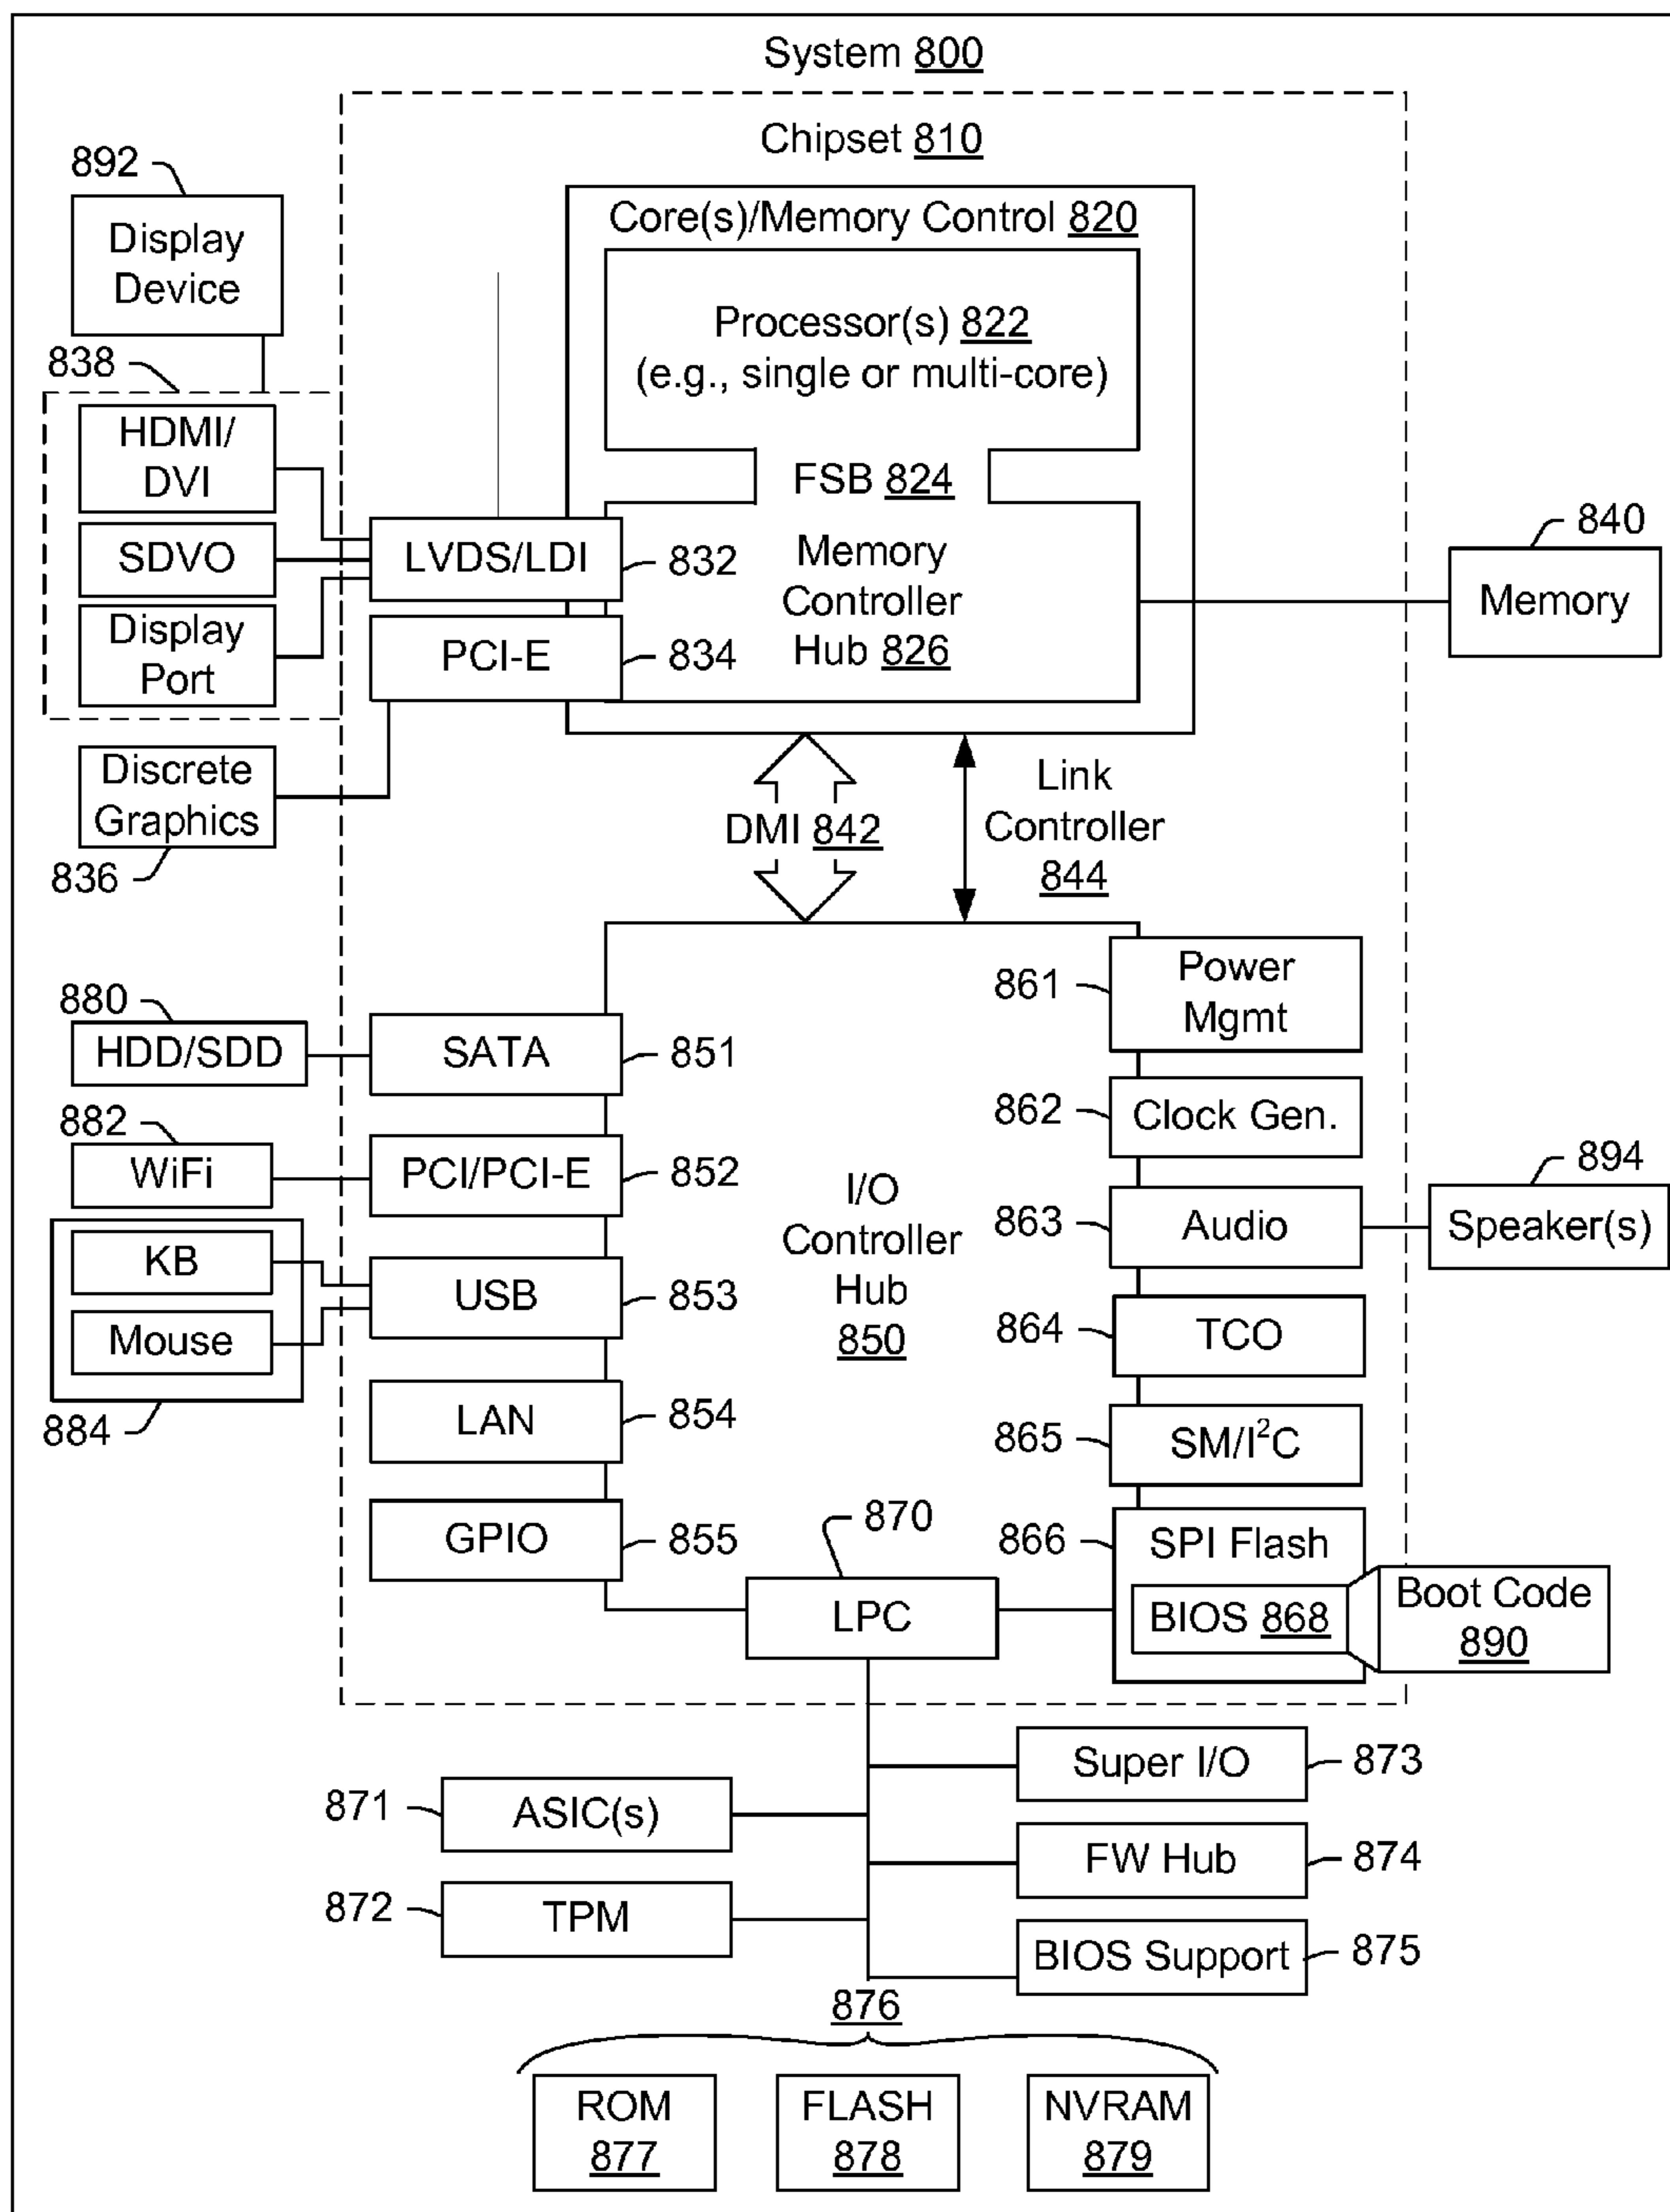 System 800
Chipset 810
892
Display
Device
Core(s)/Memory Control 820
Processor(s) 822
(e.g., single or multi-core)
838
HDMI/
DVI
SDVO
Display
Port
FSB 824
LVDS/LDI
832
PCI-E
834
Memory
Controller
Hub 826
840
Memory
Discrete
Graphics
836
DMI 842
Link
Controller
844
880
HDD/SDD
882
WiFi
KB
Mouse
884
SATA
851
PCI/PCI-E
852
USB
853
LAN
854
GPIO
855
I/O
Controller
Hub
850
861
Power
Mgmt
862
Clock Gen.
863
Audio
894
Speaker(s)
864
TCO
865
SM/I²C
866
SPI Flash
BIOS 868
Boot Code
890
870
LPC
871
ASIC(s)
872
TPM
Super I/O
873
FW Hub
874
BIOS Support
875
876
ROM
877
FLASH
878
NVRAM
879